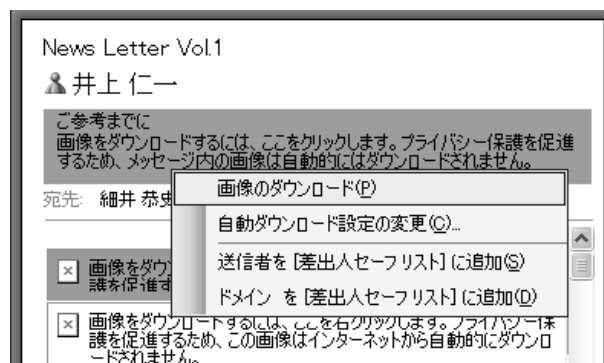 News Letter Vol.1
井上 仁一
ご参考までに
画像をダウンロードするには、ここをクリックします。プライバシー保護を促進
するため、メッセージ内の画像は自動的にはダウンロードされません。
宛先: 細井 恭史
画像のダウンロード(P)
自動ダウンロード設定の変更(C)...
送信者を [差出人セーフ リスト] に追加(S)
ドメイン を [差出人セーフ リスト] に追加(D)
画像をダウ
護を促進す
画像をダウンロードするには、ここを右クリックします。プライバシー保
護を促進するため、この画像はインターネットから自動的にダウンロ
ードされません。